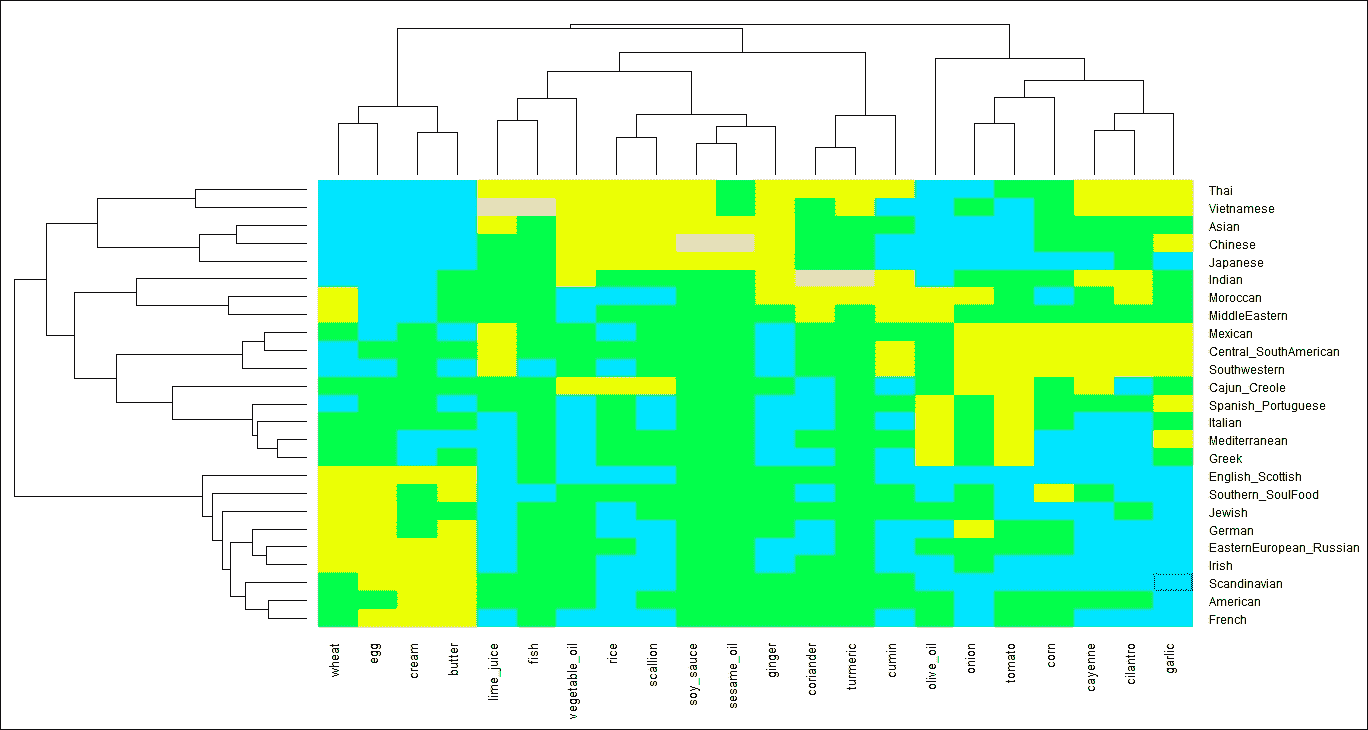 Thai
Vietnamese
Asian
Chinese
Japanese
Indian
Moroccan
MiddleEastern
Mexican
Central_SouthAmerican
Southwestern
Cajun_Creole
Spanish_Portuguese
Italian
Mediterranean
Greek
English_Scottish
Southern_SoulFood
Jewish
German
EasternEuropean_Russian
Irish
Scandinavian
American
French
wheat
egg
cream
butter
lime_juice
fish
vegetable_oil
rice
scallion
soy_sauce
sesame_oil
ginger
coriander
turmeric
cumin
olive_oil
onion
tomato
corn
cayenne
cilantro
garlic